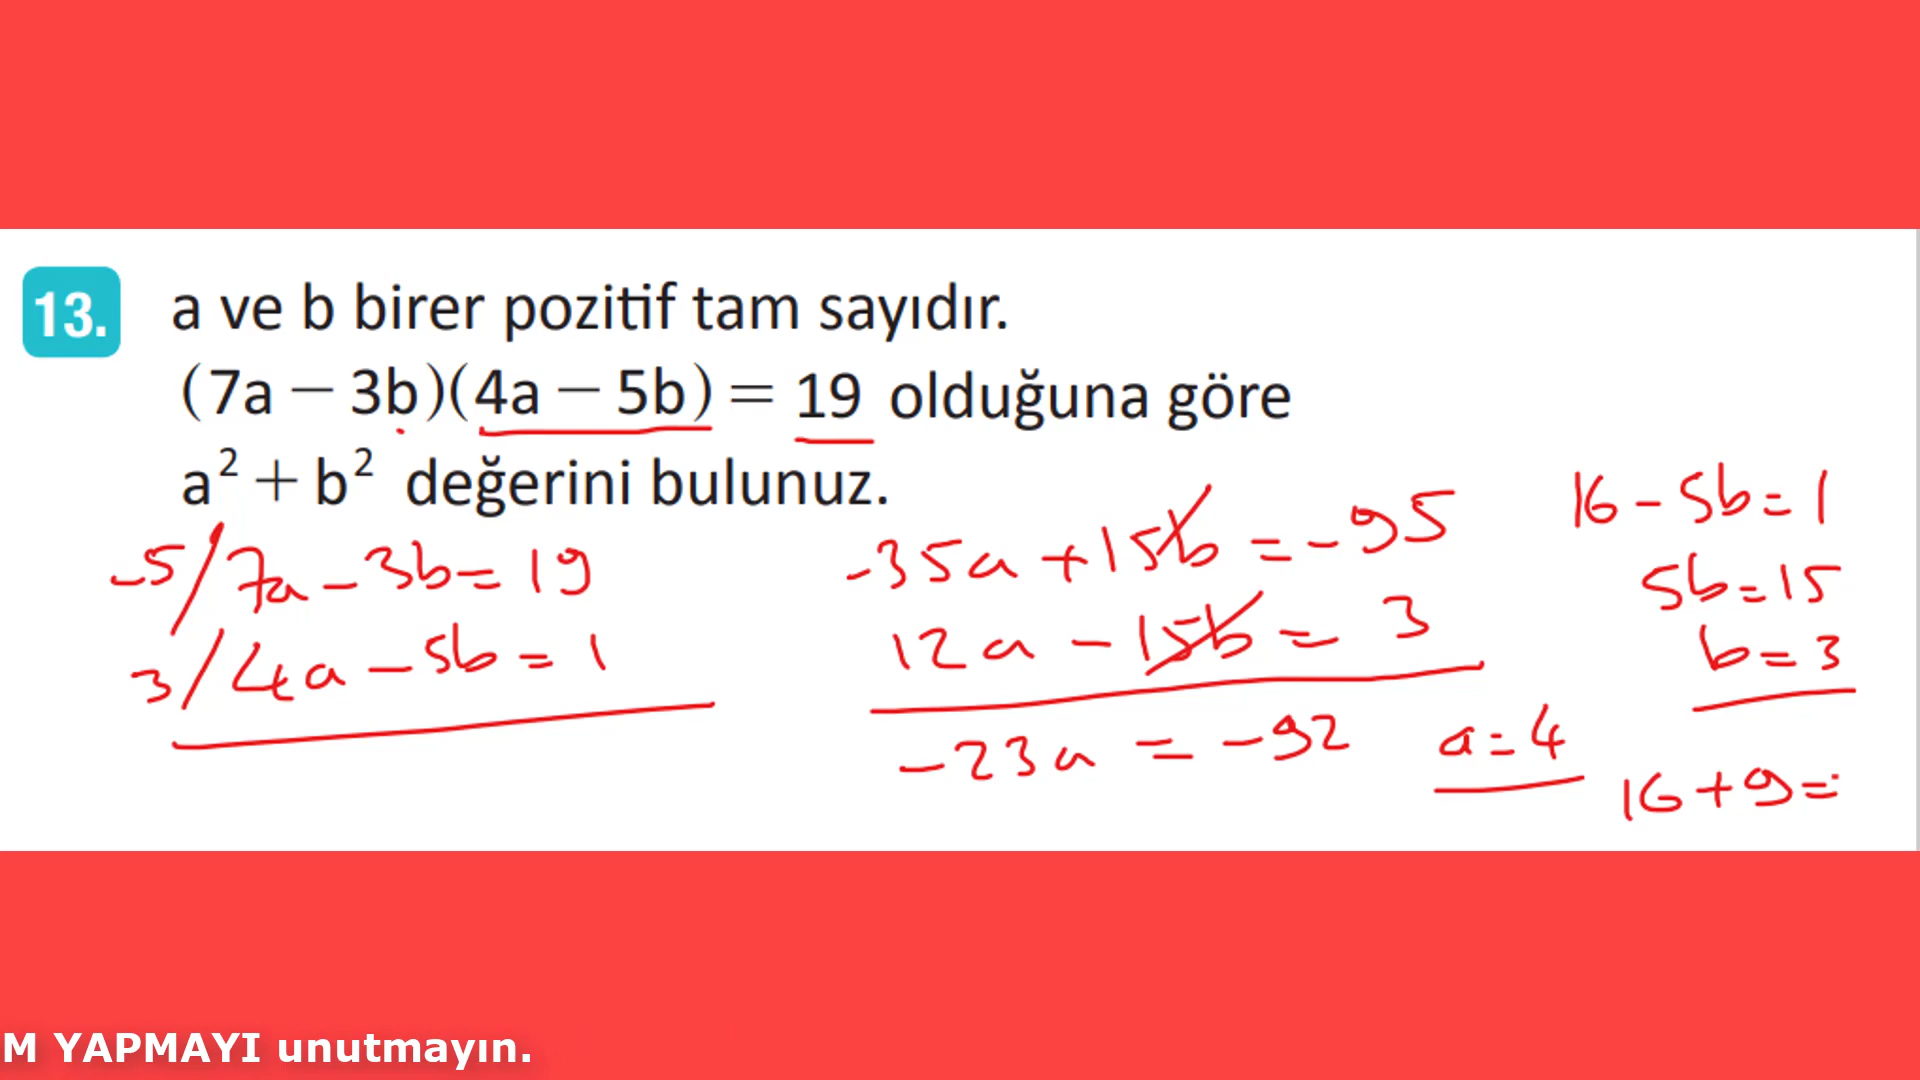 13. a ve b birer pozitif tam sayıdır.
(7a − 3b)(4a − 5b) = 19 olduğuna göre
a² + b² değerini bulunuz.
-5/ 7a - 3b = 19
3/ 4a - 5b = 1
-35a + 15b = -95
12a - 15b = 3
-23a = -92
a = 4
16 - 5b = 1
5b = 15
b = 3
16 + 9 =
M YAPMAYI unutmayın.